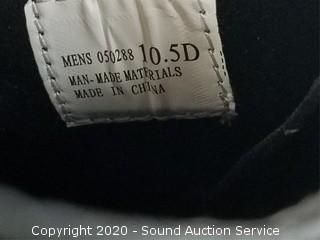 MENS 050288 10.5D
MAN-MADE MATERIALS
MADE IN CHINA
Copyright 2020 - Sound Auction Service